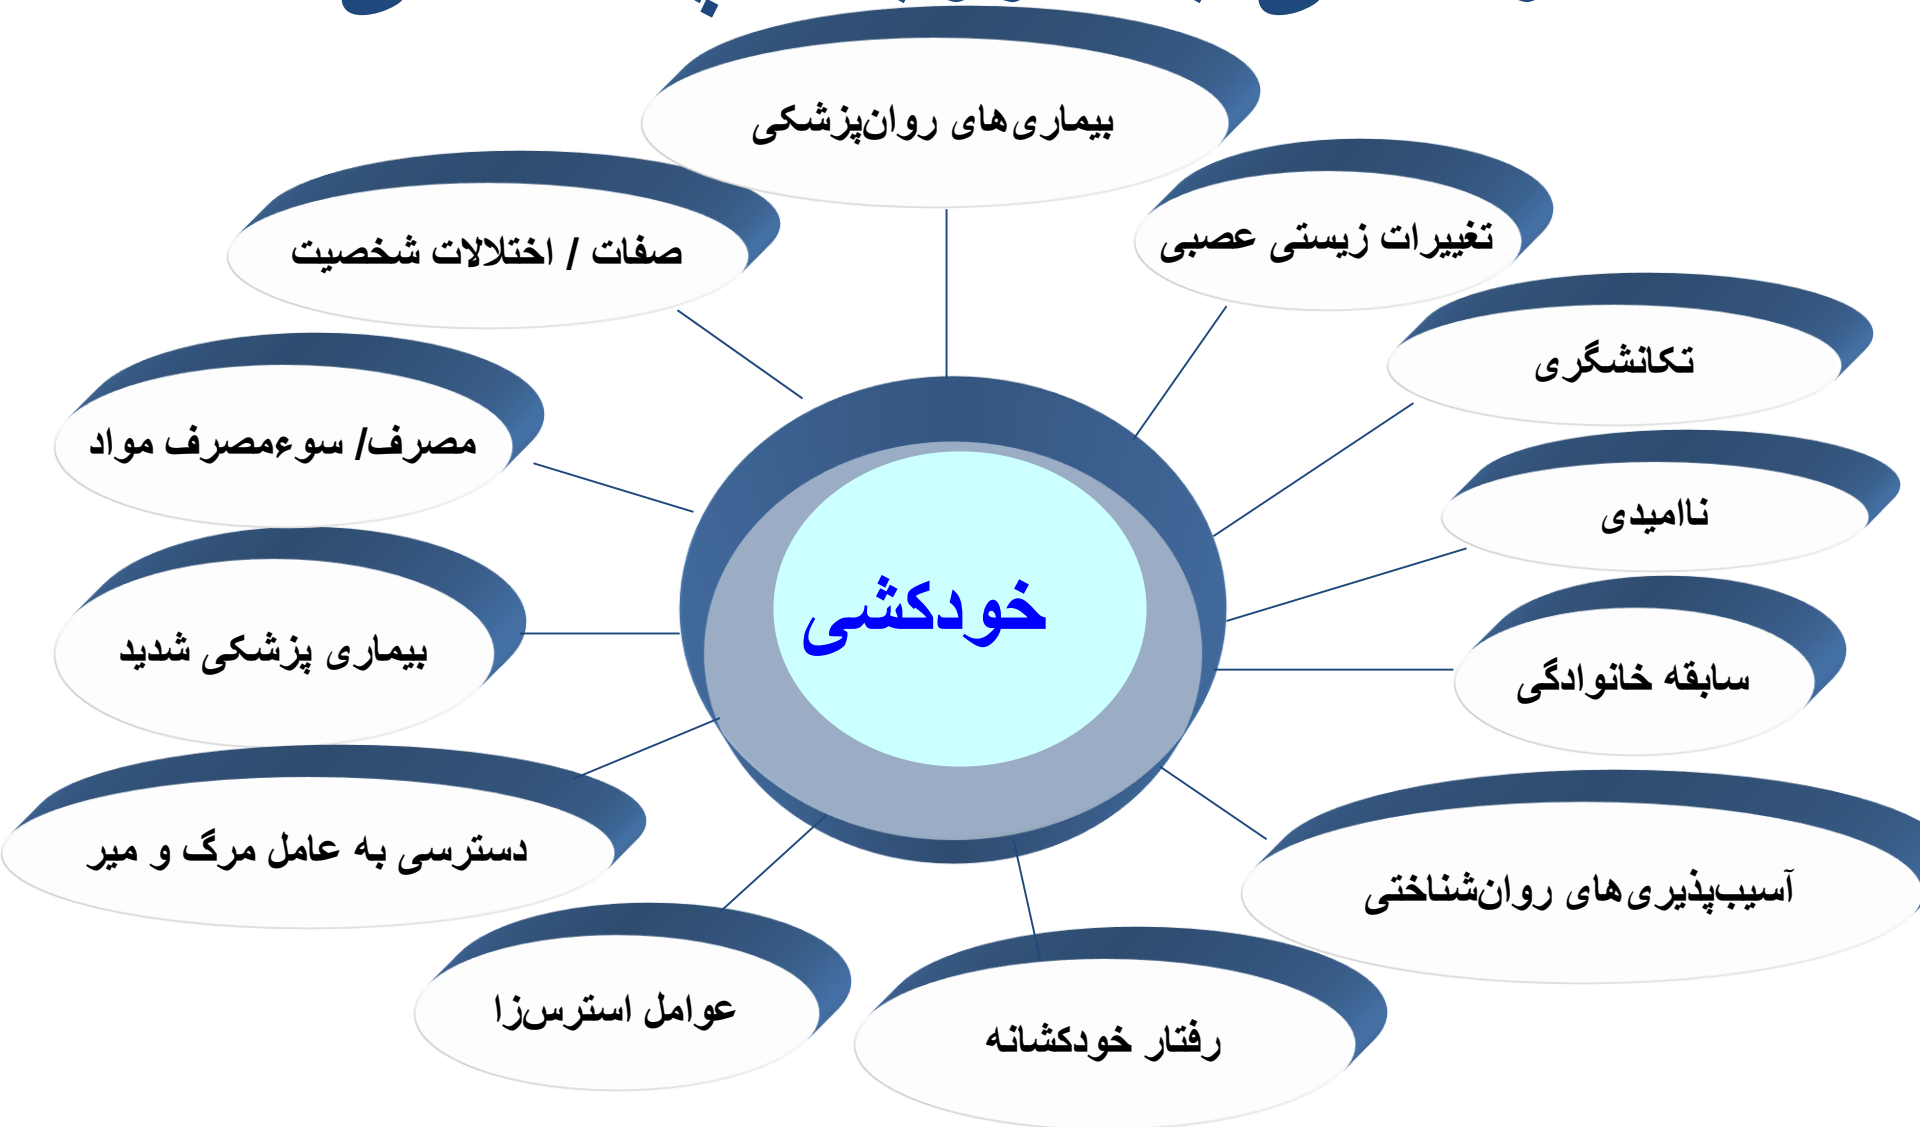 بیماری‌های روان‌پزشکی
تغییرات زیستی عصبی
صفات / اختلالات شخصیت
تکانشگری
مصرف/ سوءمصرف مواد
ناامیدی
خودکشی
بیماری پزشکی شدید
سابقه خانوادگی
دسترسی به عامل مرگ و میر
آسیب‌پذیری‌های روان‌شناختی
عوامل استرس‌زا
رفتار خودکشانه